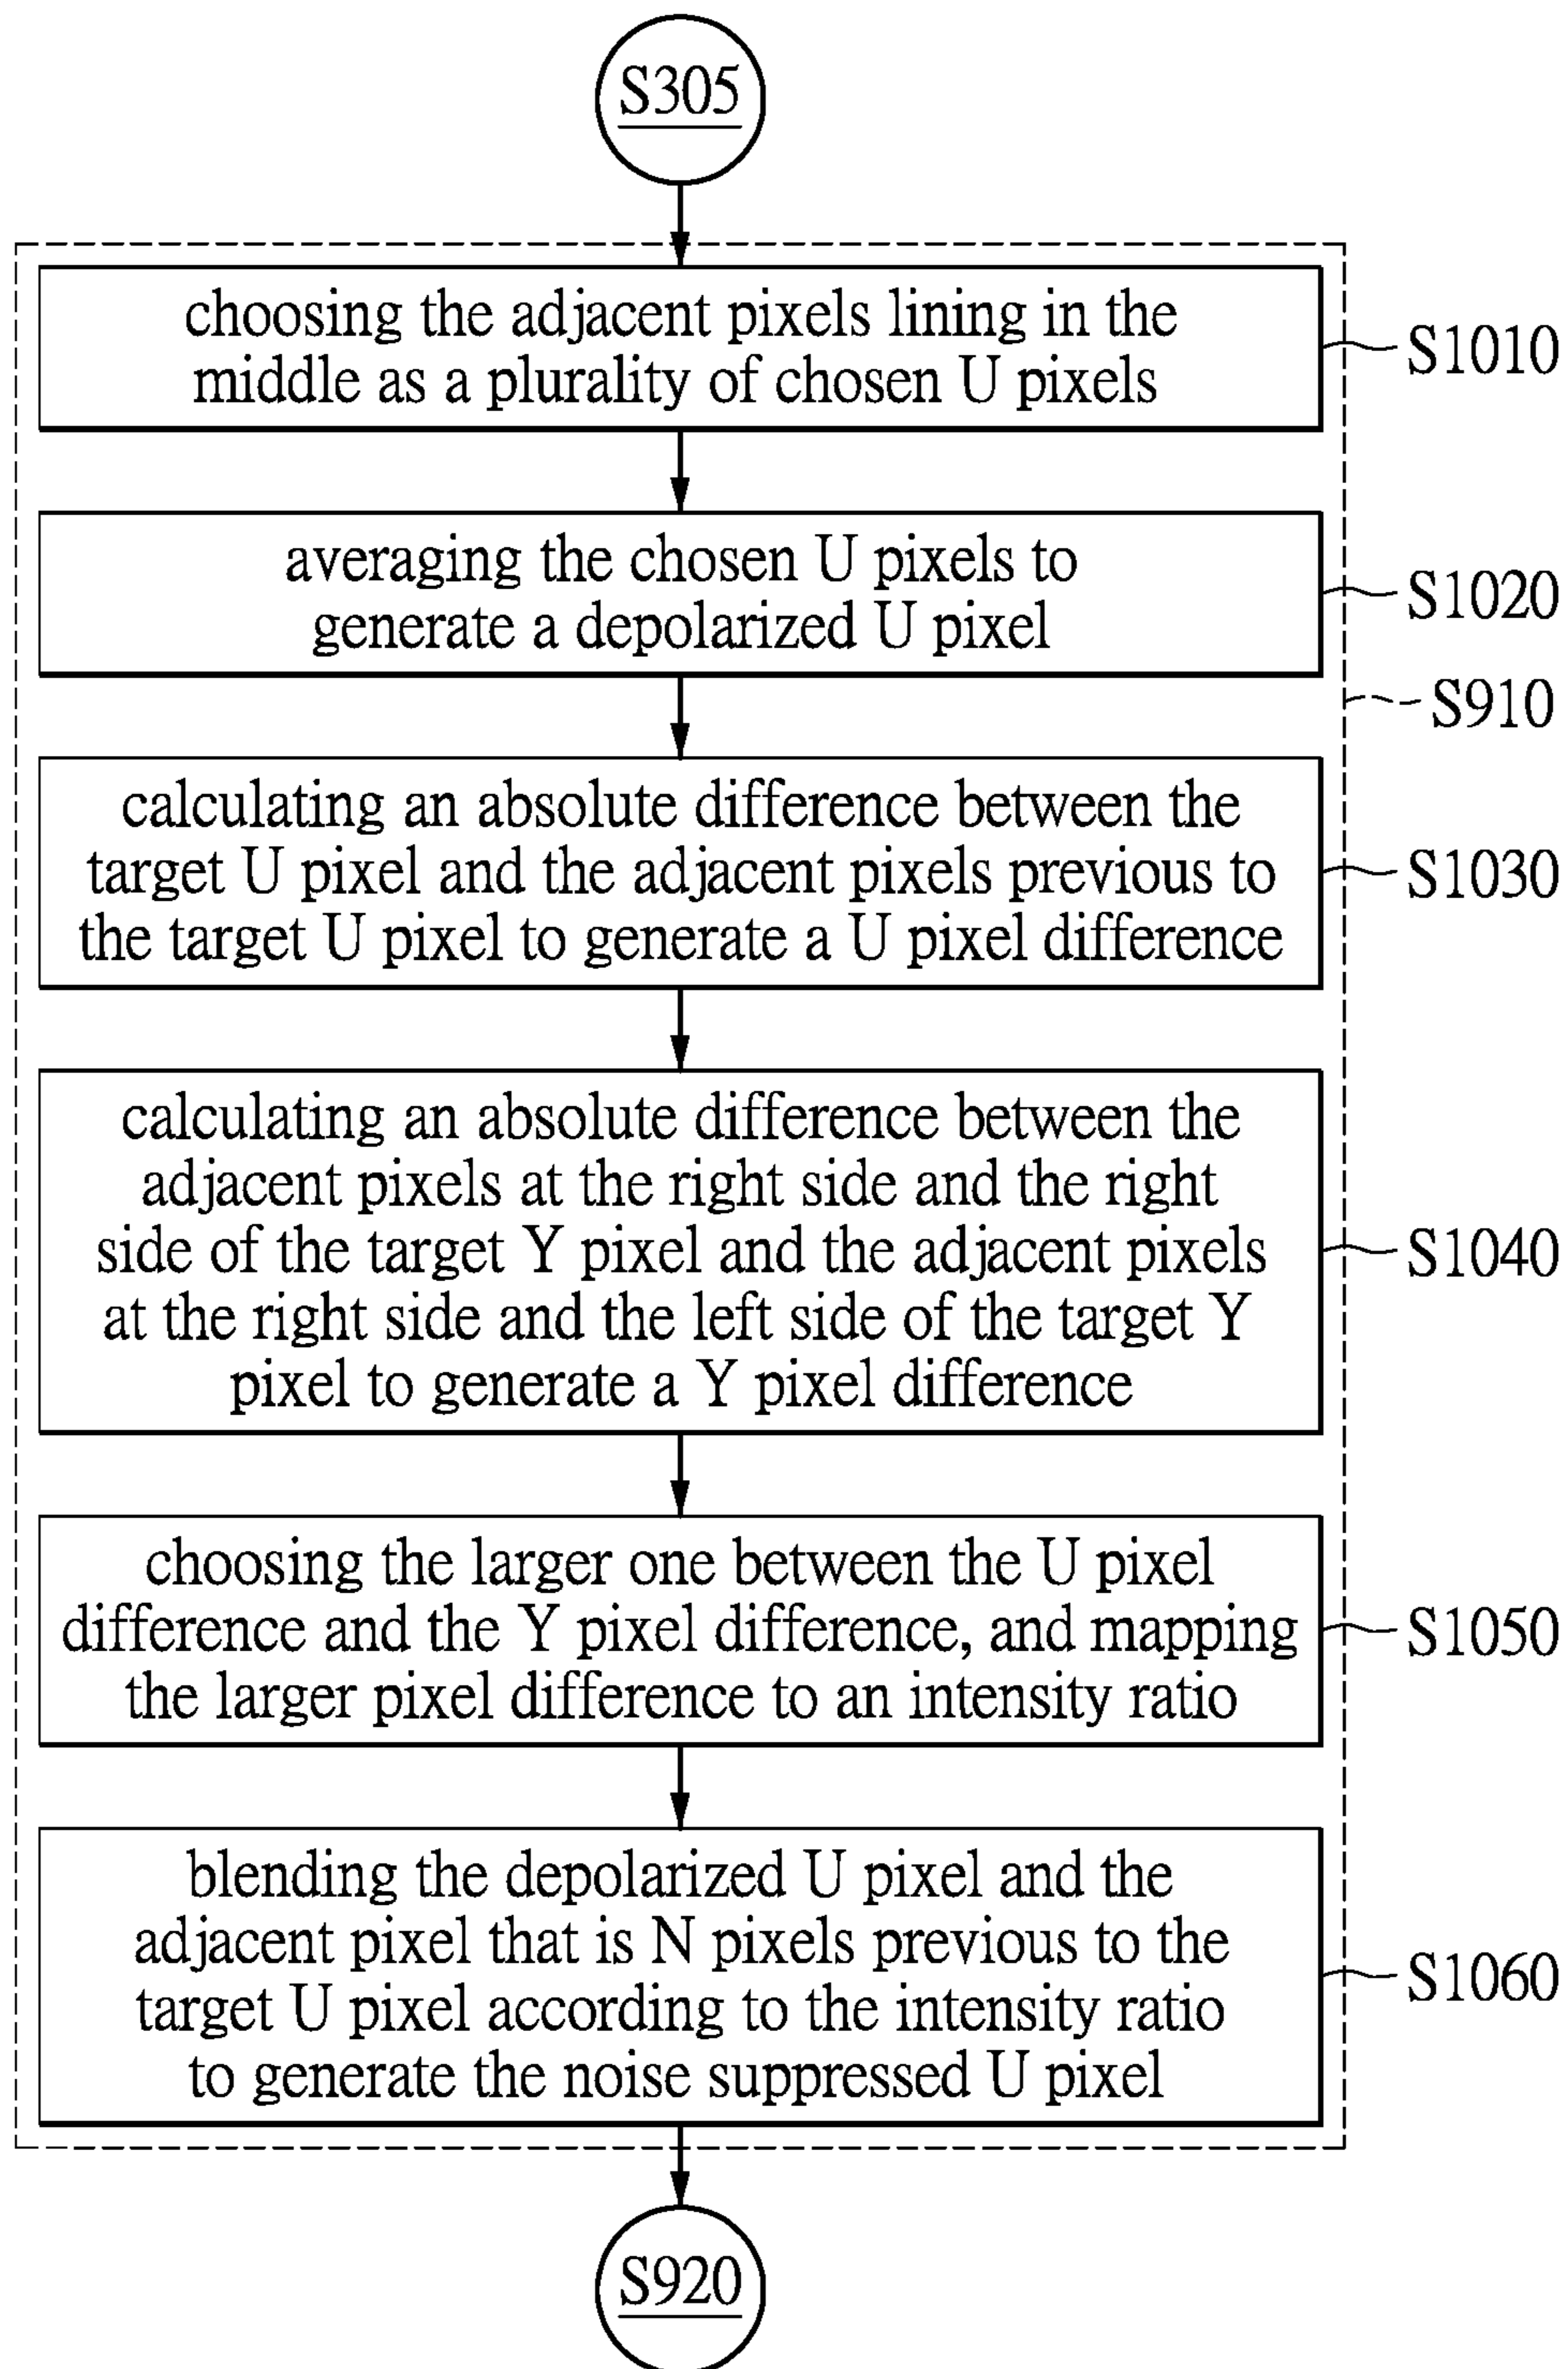 S305
choosing the adjacent pixels lining in the
middle as a plurality of chosen U pixels
S1010
averaging the chosen U pixels to
generate a depolarized U pixel
S1020
S910
calculating an absolute difference between the
target U pixel and the adjacent pixels previous to
the target U pixel to generate a U pixel difference
S1030
calculating an absolute difference between the
adjacent pixels at the right side and the right
side of the target Y pixel and the adjacent pixels
at the right side and the left side of the target Y
pixel to generate a Y pixel difference
S1040
choosing the larger one between the U pixel
difference and the Y pixel difference, and mapping
the larger pixel difference to an intensity ratio
S1050
blending the depolarized U pixel and the
adjacent pixel that is N pixels previous to the
target U pixel according to the intensity ratio
to generate the noise suppressed U pixel
S1060
S920